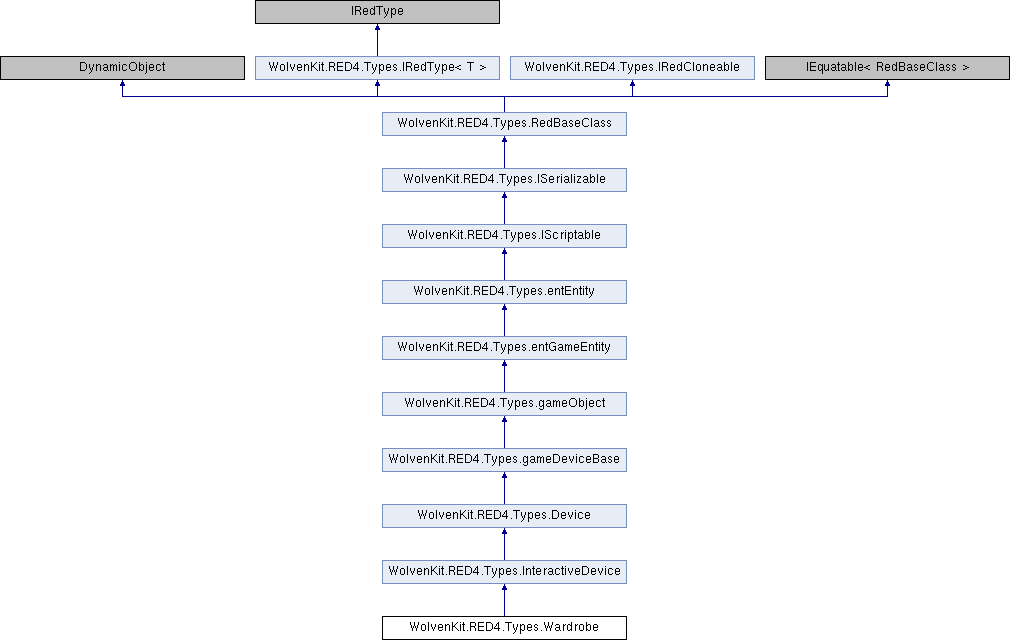 IRedType
DynamicObject
WolvenKit.RED4.Types.IRedType< T >
WolvenKit.RED4.Types.IRedCloneable
IEquatable< RedBaseClass >
WolvenKit.RED4.Types.RedBaseClass
WolvenKit.RED4.Types.ISerializable
WolvenKit.RED4.Types.IScriptable
WolvenKit.RED4.Types.entEntity
WolvenKit.RED4.Types.entGameEntity
WolvenKit.RED4.Types.gameObject
WolvenKit.RED4.Types.gameDeviceBase
WolvenKit.RED4.Types.Device
WolvenKit.RED4.Types.InteractiveDevice
WolvenKit.RED4.Types.Wardrobe